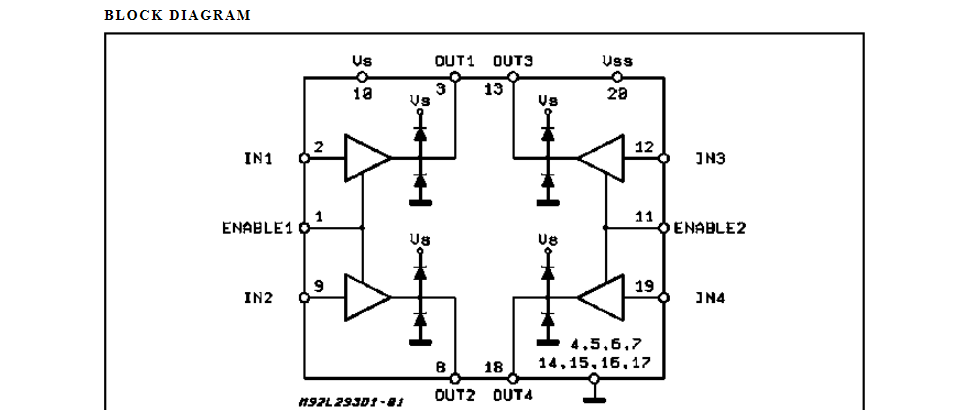 BLOCK DIAGRAM
Vs OUT1 OUT3 Vss
10 3 13 20
Vs Vs
IN1 2 12 IN3
ENABLE1 1 11 ENABLE2
Vs Vs
IN2 9 19 IN4
4,5,6,7
8 18 14,15,16,17
OUT2 OUT4
M92L293D1-01